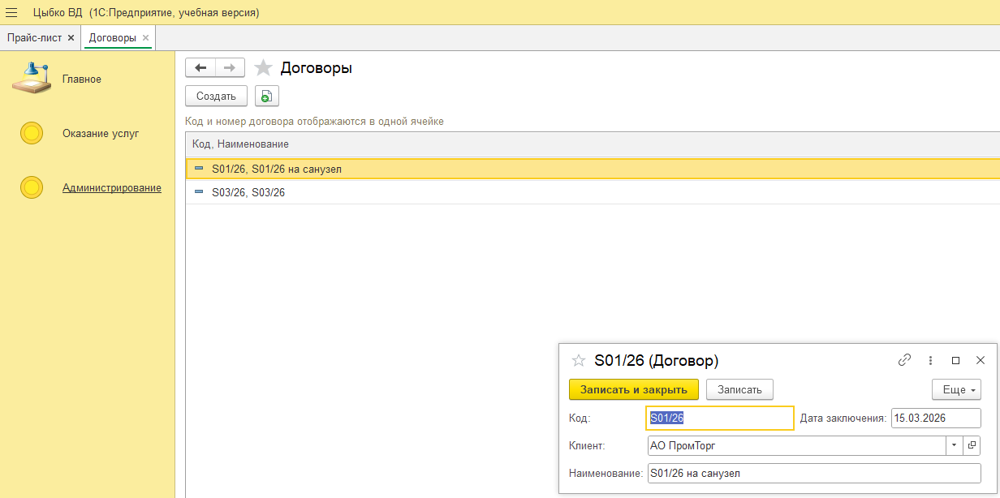 Цыбко ВД (1С:Предприятие, учебная версия)
Прайс-лист
Договоры
Главное
Оказание услуг
Администрирование
Договоры
Создать
Код и номер договора отображаются в одной ячейке
Код, Наименование
S01/26, S01/26 на санузел
S03/26, S03/26
S01/26 (Договор)
Записать и закрыть
Записать
Еще
Код: S01/26 Дата заключения: 15.03.2026
Клиент: АО ПромТорг
Наименование: S01/26 на санузел